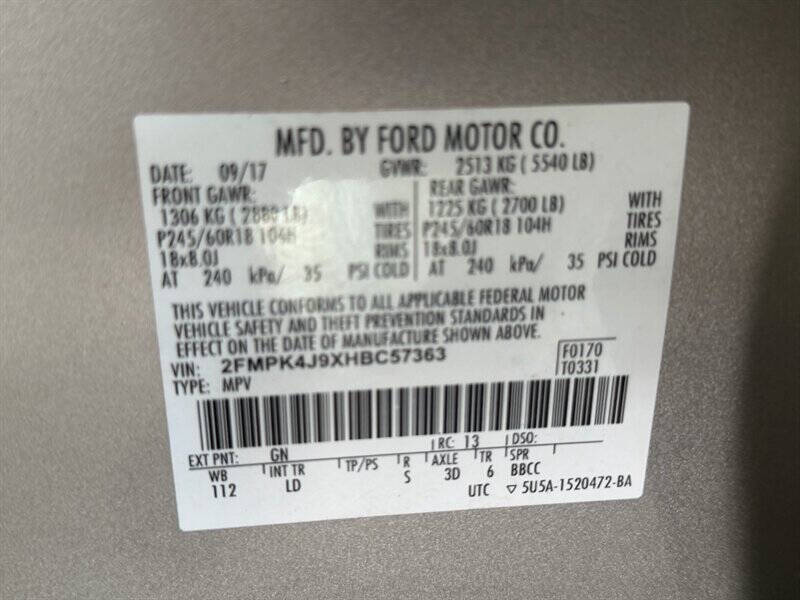 MFD. BY FORD MOTOR CO.
DATE: 09/17 GVWR: 2513 KG ( 5540 LB)
FRONT GAWR: REAR GAWR:
1306 KG ( 2880 LB) WITH 1225 KG ( 2700 LB) WITH
P245/60R18 104H TIRES P245/60R18 104H TIRES
18x8.0J RIMS 18x8.0J RIMS
AT 240 kPa/ 35 PSI COLD AT 240 kPa/ 35 PSI COLD
THIS VEHICLE CONFORMS TO ALL APPLICABLE FEDERAL MOTOR
VEHICLE SAFETY AND THEFT PREVENTION STANDARDS IN
EFFECT ON THE DATE OF MANUFACTURE SHOWN ABOVE.
VIN: 2FMPK4J9XHBC57363 F0170
TYPE: MPV T0331
EXT PNT: GN RC: 13 DSO:
WB INT TR TP/PS R AXLE TR SPR
112 LD S 3D 6 BBCC
UTC ▽ 5U5A-1520472-BA